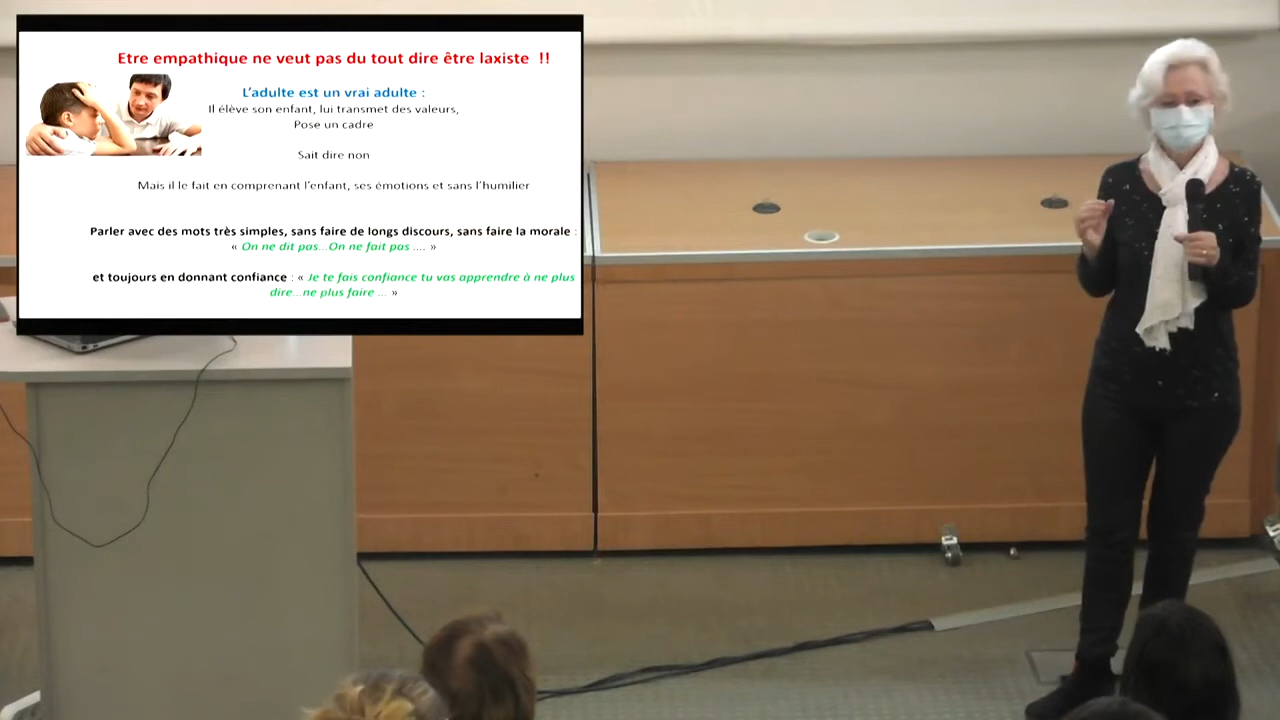 Etre empathique ne veut pas du tout dire être laxiste !!
L'adulte est un vrai adulte :
Il élève son enfant, lui transmet des valeurs,
Pose un cadre
Sait dire non
Mais il le fait en comprenant l'enfant, ses émotions et sans l'humilier
Parler avec des mots très simples, sans faire de longs discours, sans faire la morale :
« On ne dit pas...On ne fait pas .... »
et toujours en donnant confiance : « Je te fais confiance tu vas apprendre à ne plus
dire...ne plus faire ... »